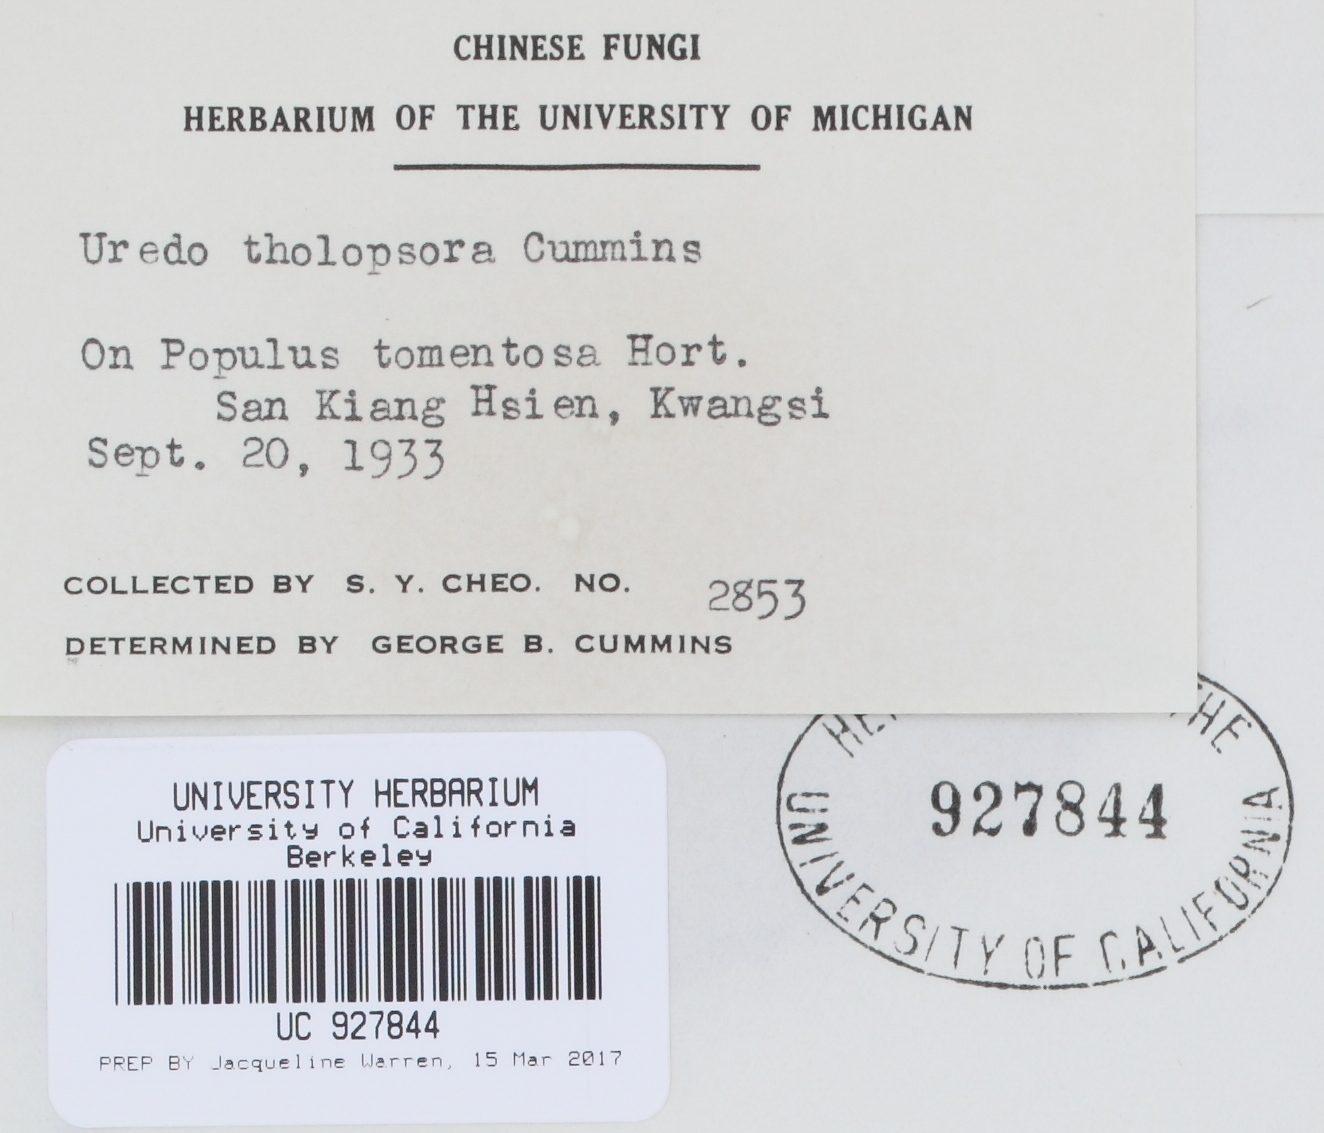 CHINESE FUNGI
HERBARIUM OF THE UNIVERSITY OF MICHIGAN
Uredo tholopsora Cummins
On Populus tomentosa Hort.
San Kiang Hsien, Kwangsi
Sept. 20, 1933
COLLECTED BY S. Y. CHEO. NO. 2853
DETERMINED BY GEORGE B. CUMMINS
UNIVERSITY HERBARIUM
University of California
Berkeley
UC 927844
PREP BY Jacqueline Warren, 15 Mar 2017
927844
UNIVERSITY OF CALIFORNIA